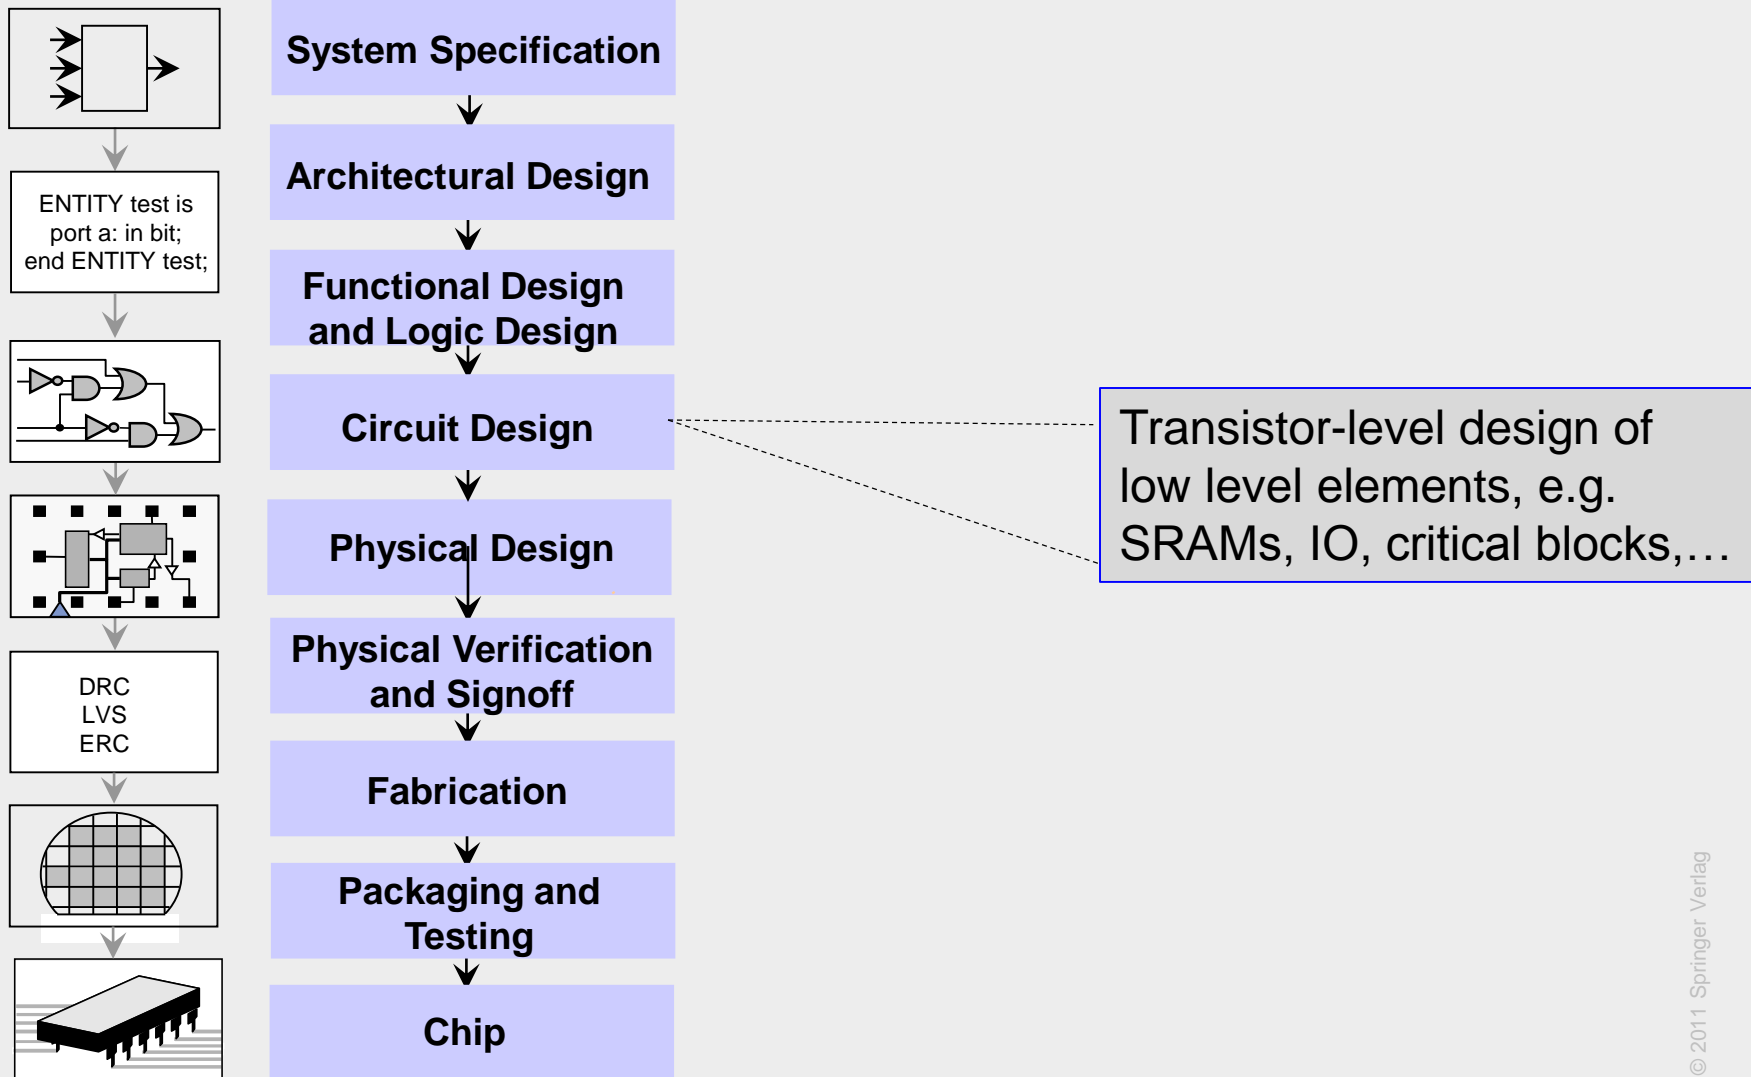 System Specification
Architectural Design
ENTITY test is
port a: in bit;
end ENTITY test;
Functional Design
and Logic Design
Circuit Design
Transistor-level design of
low level elements, e.g.
SRAMs, IO, critical blocks,…
Physical Design
Physical Verification
and Signoff
DRC
LVS
ERC
Fabrication
Packaging and
Testing
Chip
© 2011 Springer Verlag